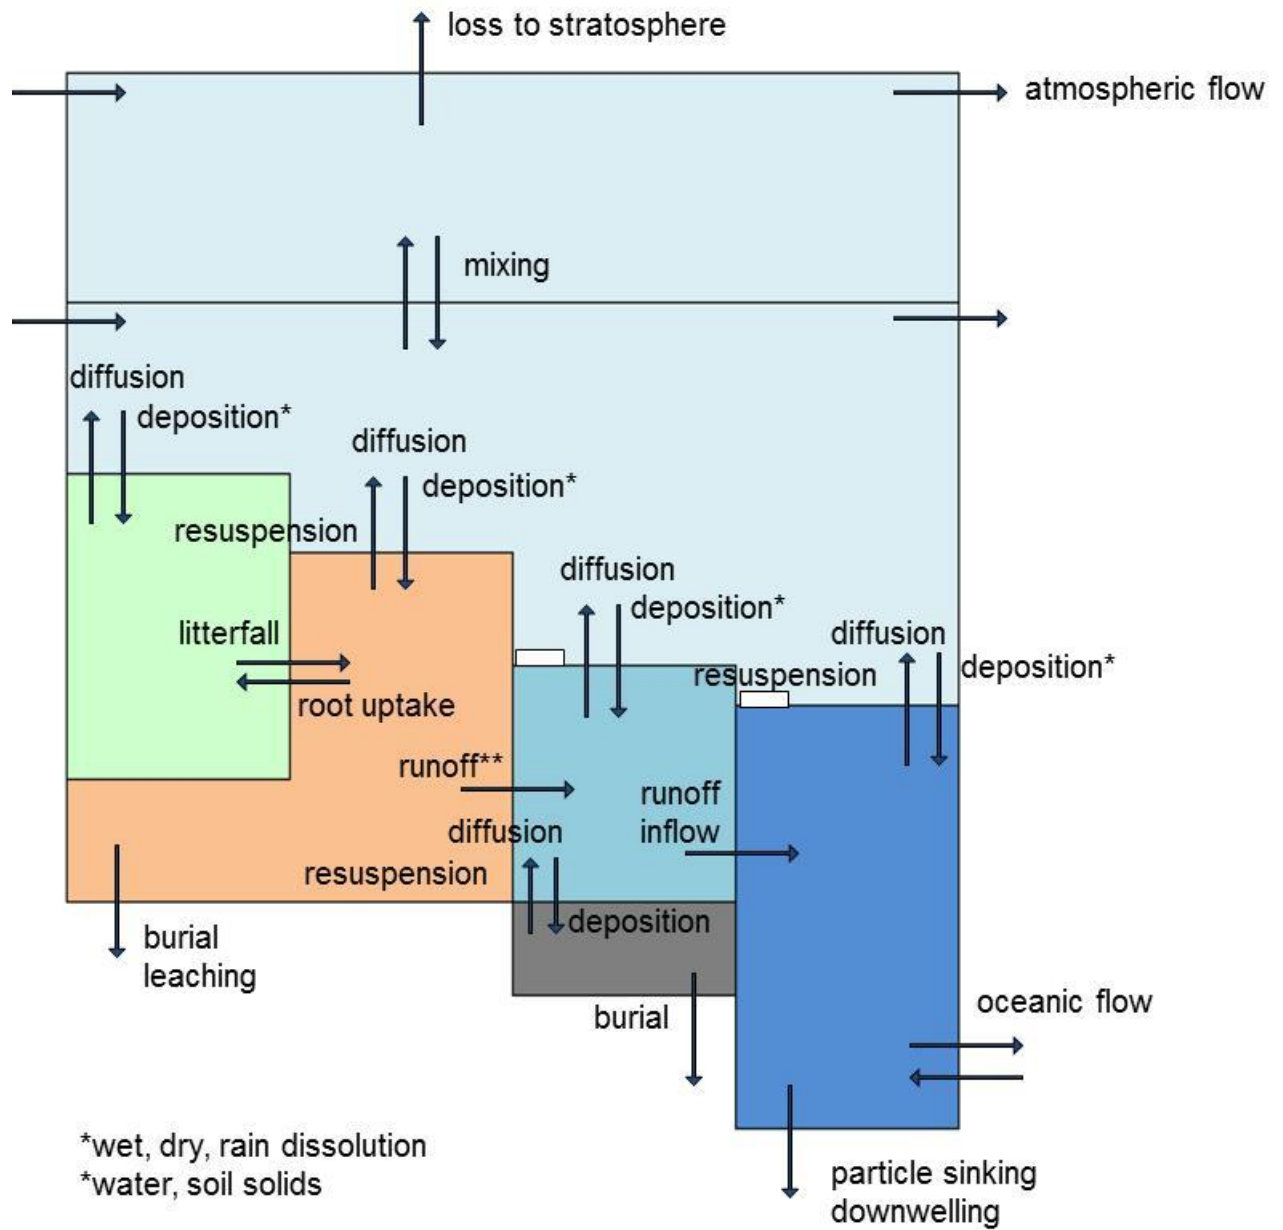 loss to stratosphere
atmospheric flow
mixing
diffusion
deposition*
diffusion
deposition*
resuspension
diffusion
deposition*
litterfall
diffusion
deposition*
resuspension
root uptake
runoff**
runoff
inflow
diffusion
resuspension
deposition
burial
leaching
oceanic flow
burial
*wet, dry, rain dissolution
*water, soil solids
particle sinking
downwelling